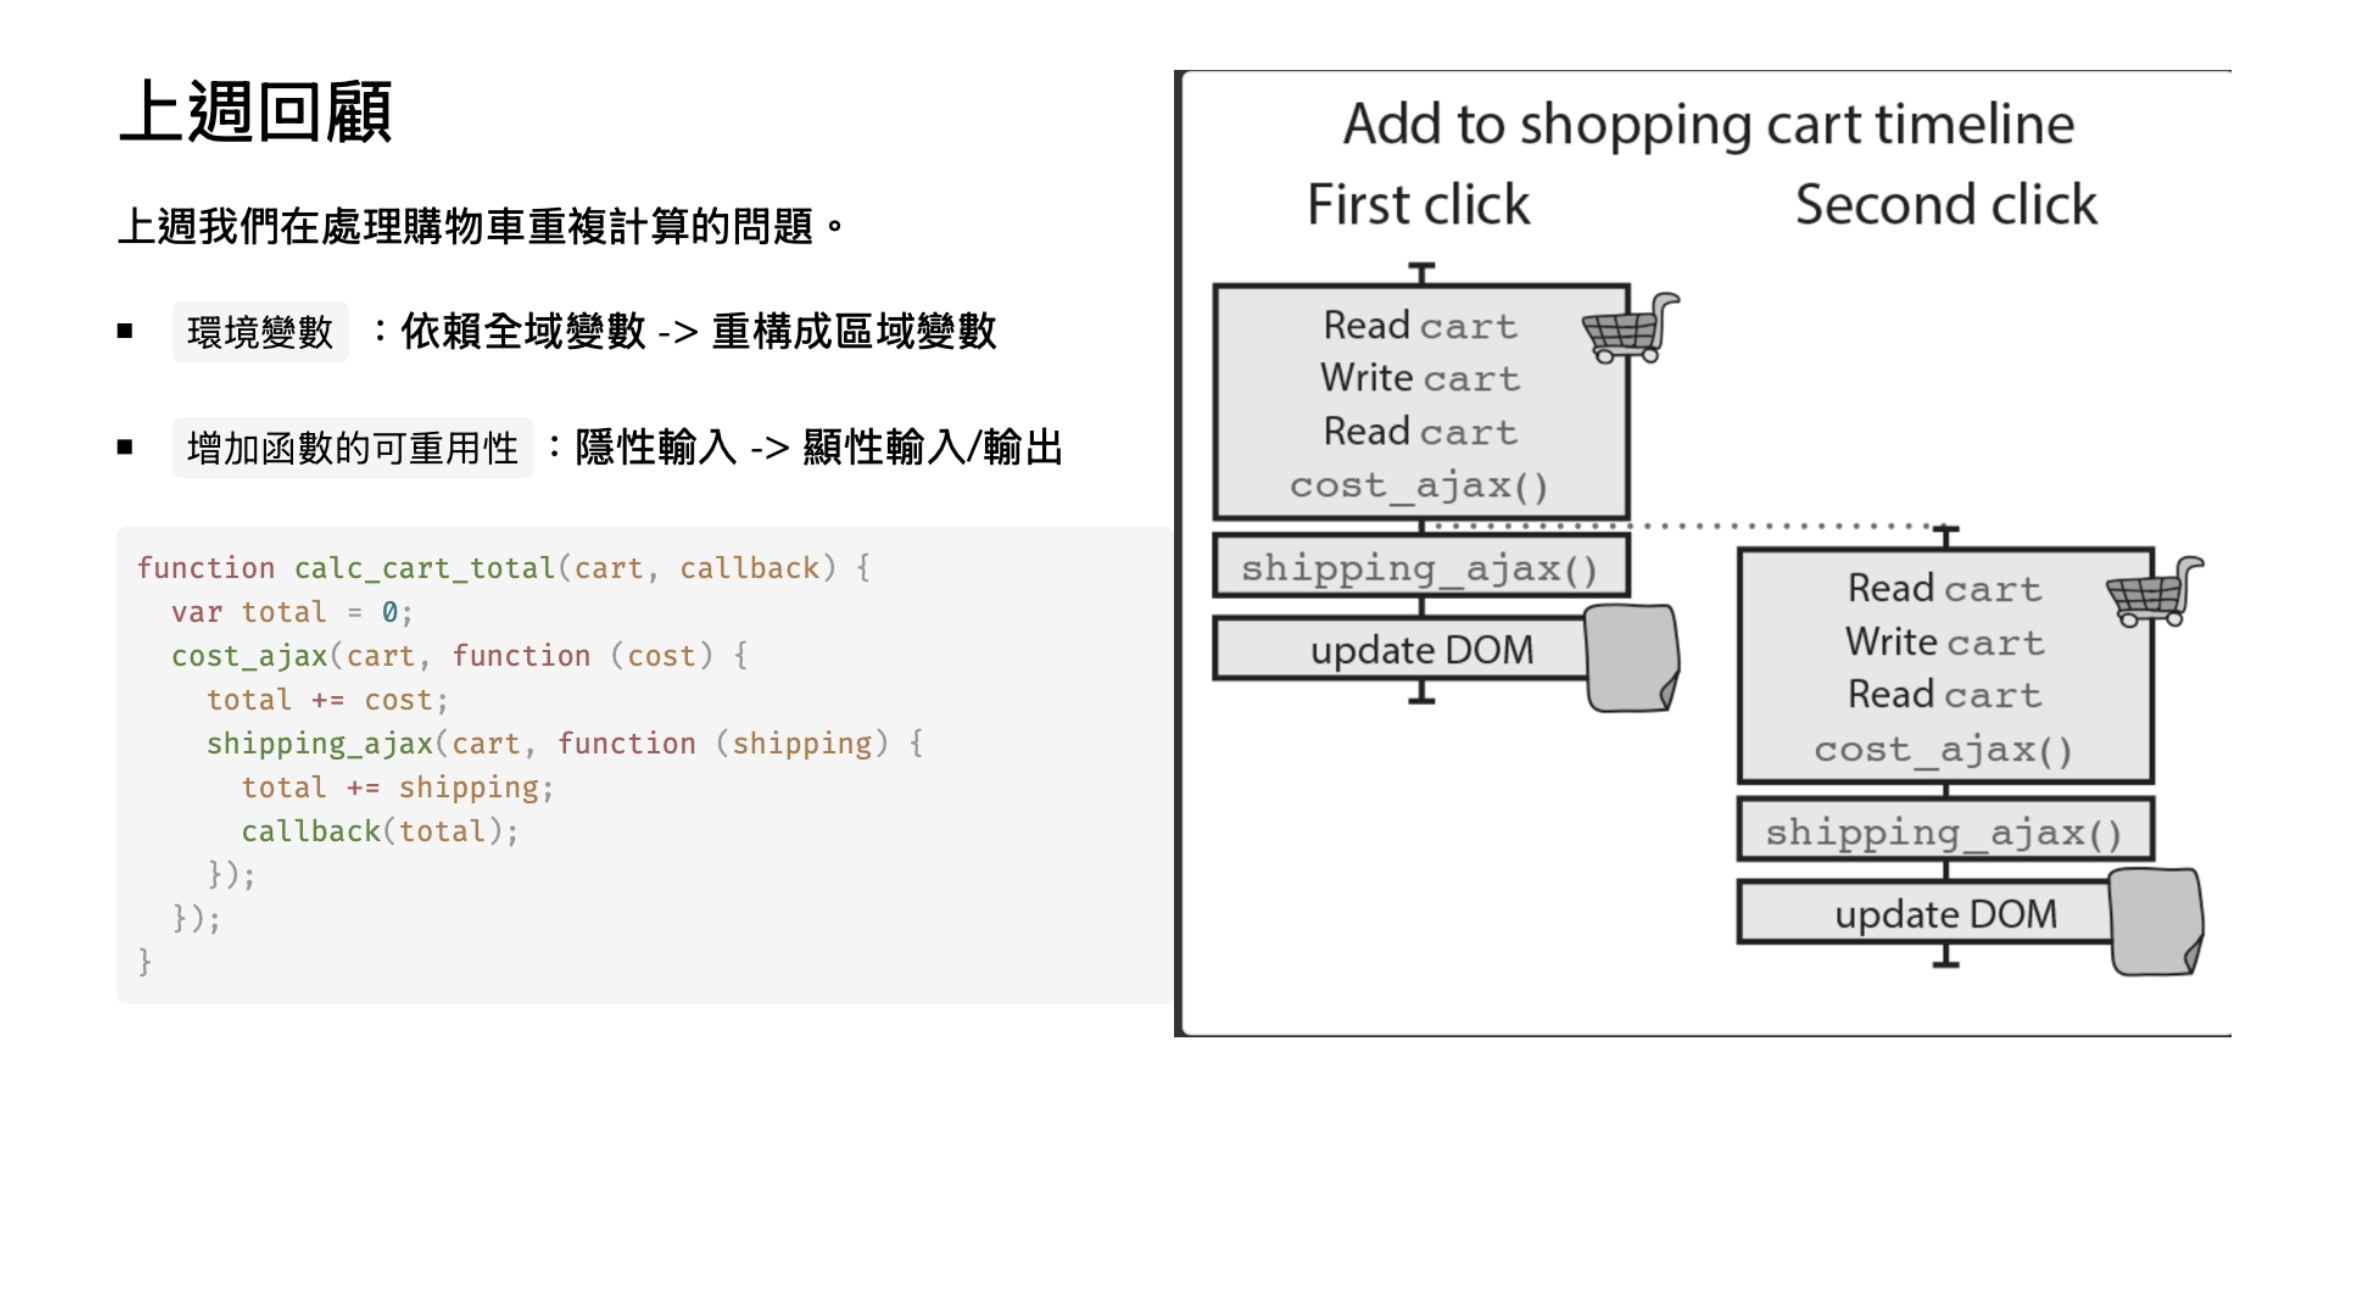 上週回顧
上週我們在處理購物車重複計算的問題。
環境變數 ：依賴全域變數 -> 重構成區域變數
增加函數的可重用性 ：隱性輸入 -> 顯性輸入/輸出
function calc_cart_total(cart, callback) {
  var total = 0;
  cost_ajax(cart, function (cost) {
    total += cost;
    shipping_ajax(cart, function (shipping) {
      total += shipping;
      callback(total);
    });
  });
}
Add to shopping cart timeline
First click
Read cart
Write cart
Read cart
cost_ajax()
shipping_ajax()
update DOM
Second click
Read cart
Write cart
Read cart
cost_ajax()
shipping_ajax()
update DOM